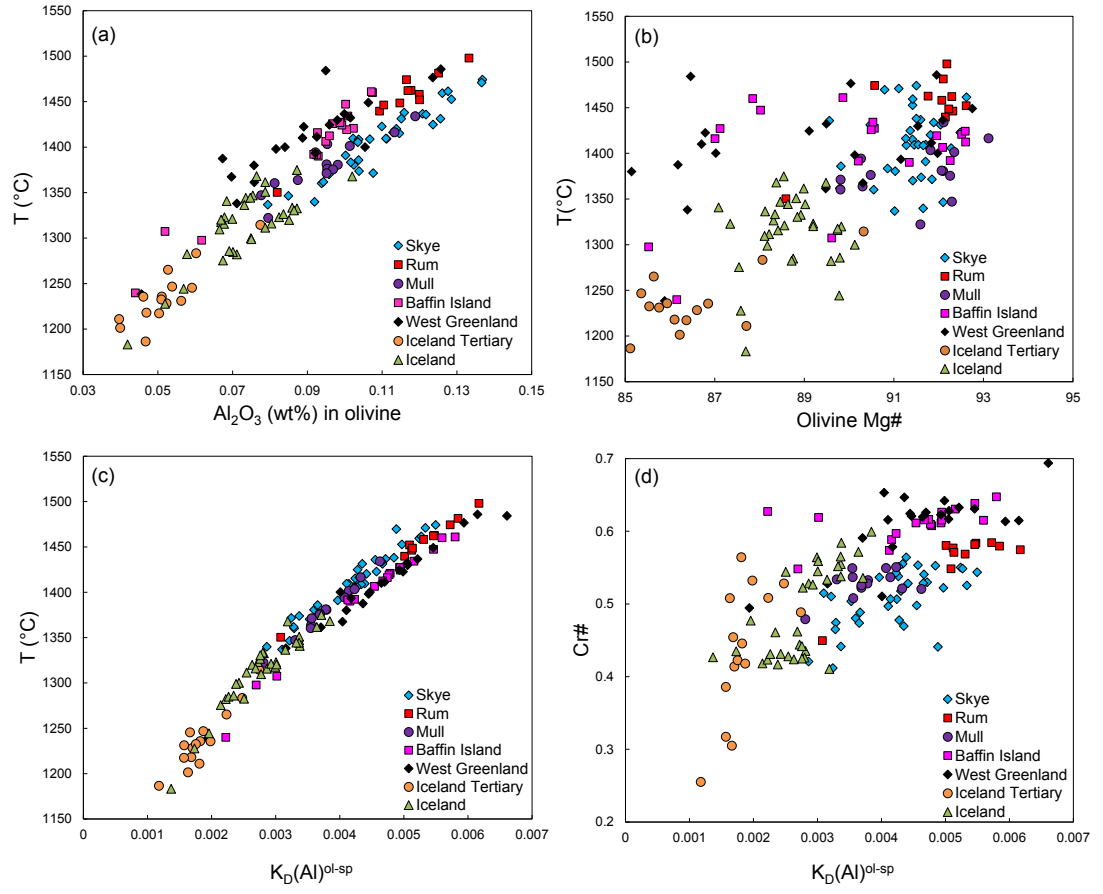 (a)
T (°C)
1550
1500
1450
1400
1350
1300
1250
1200
1150
0.03 0.05 0.07 0.09 0.11 0.13 0.15
Al₂O₃ (wt%) in olivine
Skye
Rum
Mull
Baffin Island
West Greenland
Iceland Tertiary
Iceland
(b)
T(°C)
1550
1500
1450
1400
1350
1300
1250
1200
1150
85 87 89 91 93 95
Olivine Mg#
Skye
Rum
Mull
Baffin Island
West Greenland
Iceland Tertiary
Iceland
(c)
T (°C)
1550
1500
1450
1400
1350
1300
1250
1200
1150
0 0.001 0.002 0.003 0.004 0.005 0.006 0.007
K_D(Al)^ol-sp
Skye
Rum
Mull
Baffin Island
West Greenland
Iceland Tertiary
Iceland
(d)
Cr#
0.7
0.6
0.5
0.4
0.3
0.2
0 0.001 0.002 0.003 0.004 0.005 0.006 0.007
K_D(Al)^ol-sp
Skye
Rum
Mull
Baffin Island
West Greenland
Iceland Tertiary
Iceland